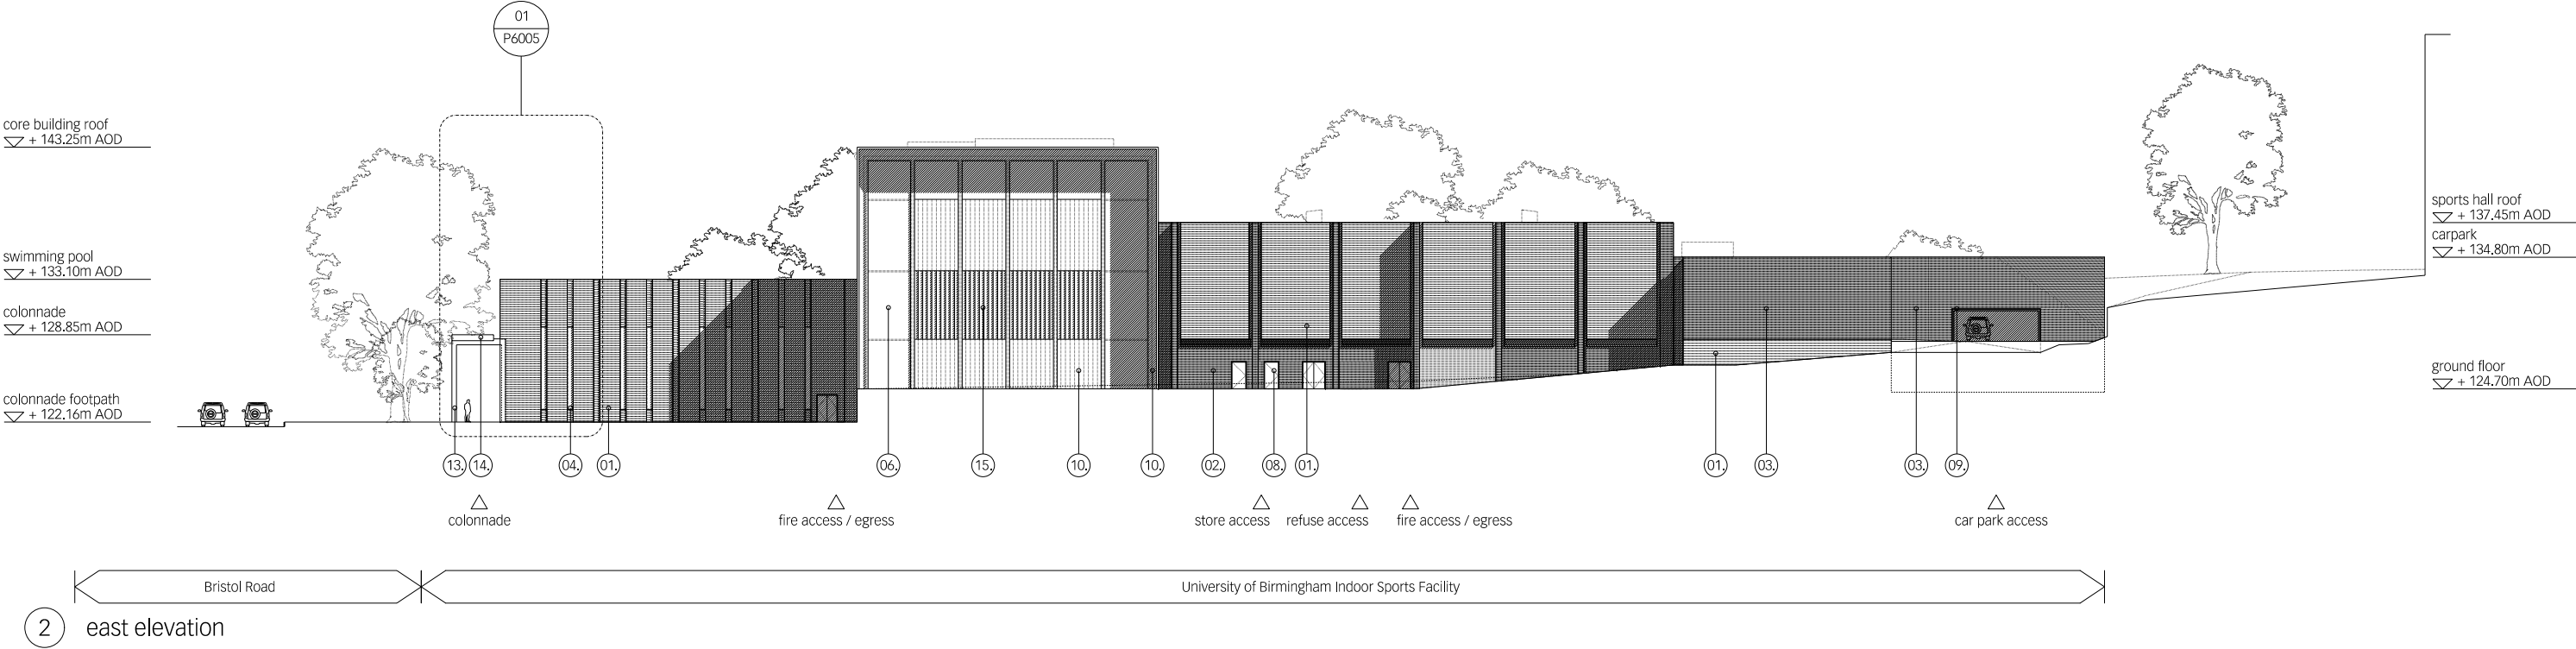 01
P6005
core building roof
+ 143.25m AOD
swimming pool
+ 133.10m AOD
colonnade
+ 128.85m AOD
colonnade footpath
+ 122.16m AOD
sports hall roof
+ 137.45m AOD
carpark
+ 134.80m AOD
ground floor
+ 124.70m AOD
13. 14. 04. 01. 06. 15. 10. 10. 02. 08. 01. 01. 03. 03. 09.
colonnade fire access / egress store access refuse access fire access / egress car park access
Bristol Road University of Birmingham Indoor Sports Facility
2 east elevation